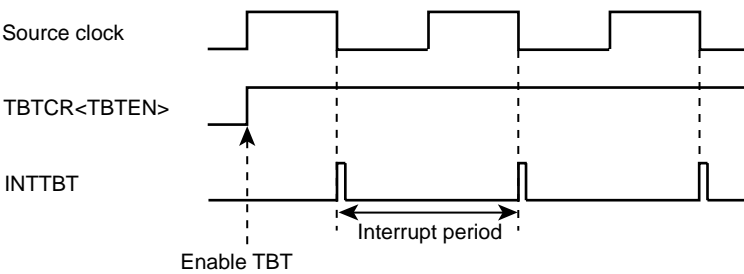 Source clock
TBTCR<TBTEN>
INTTBT
Interrupt period
Enable TBT